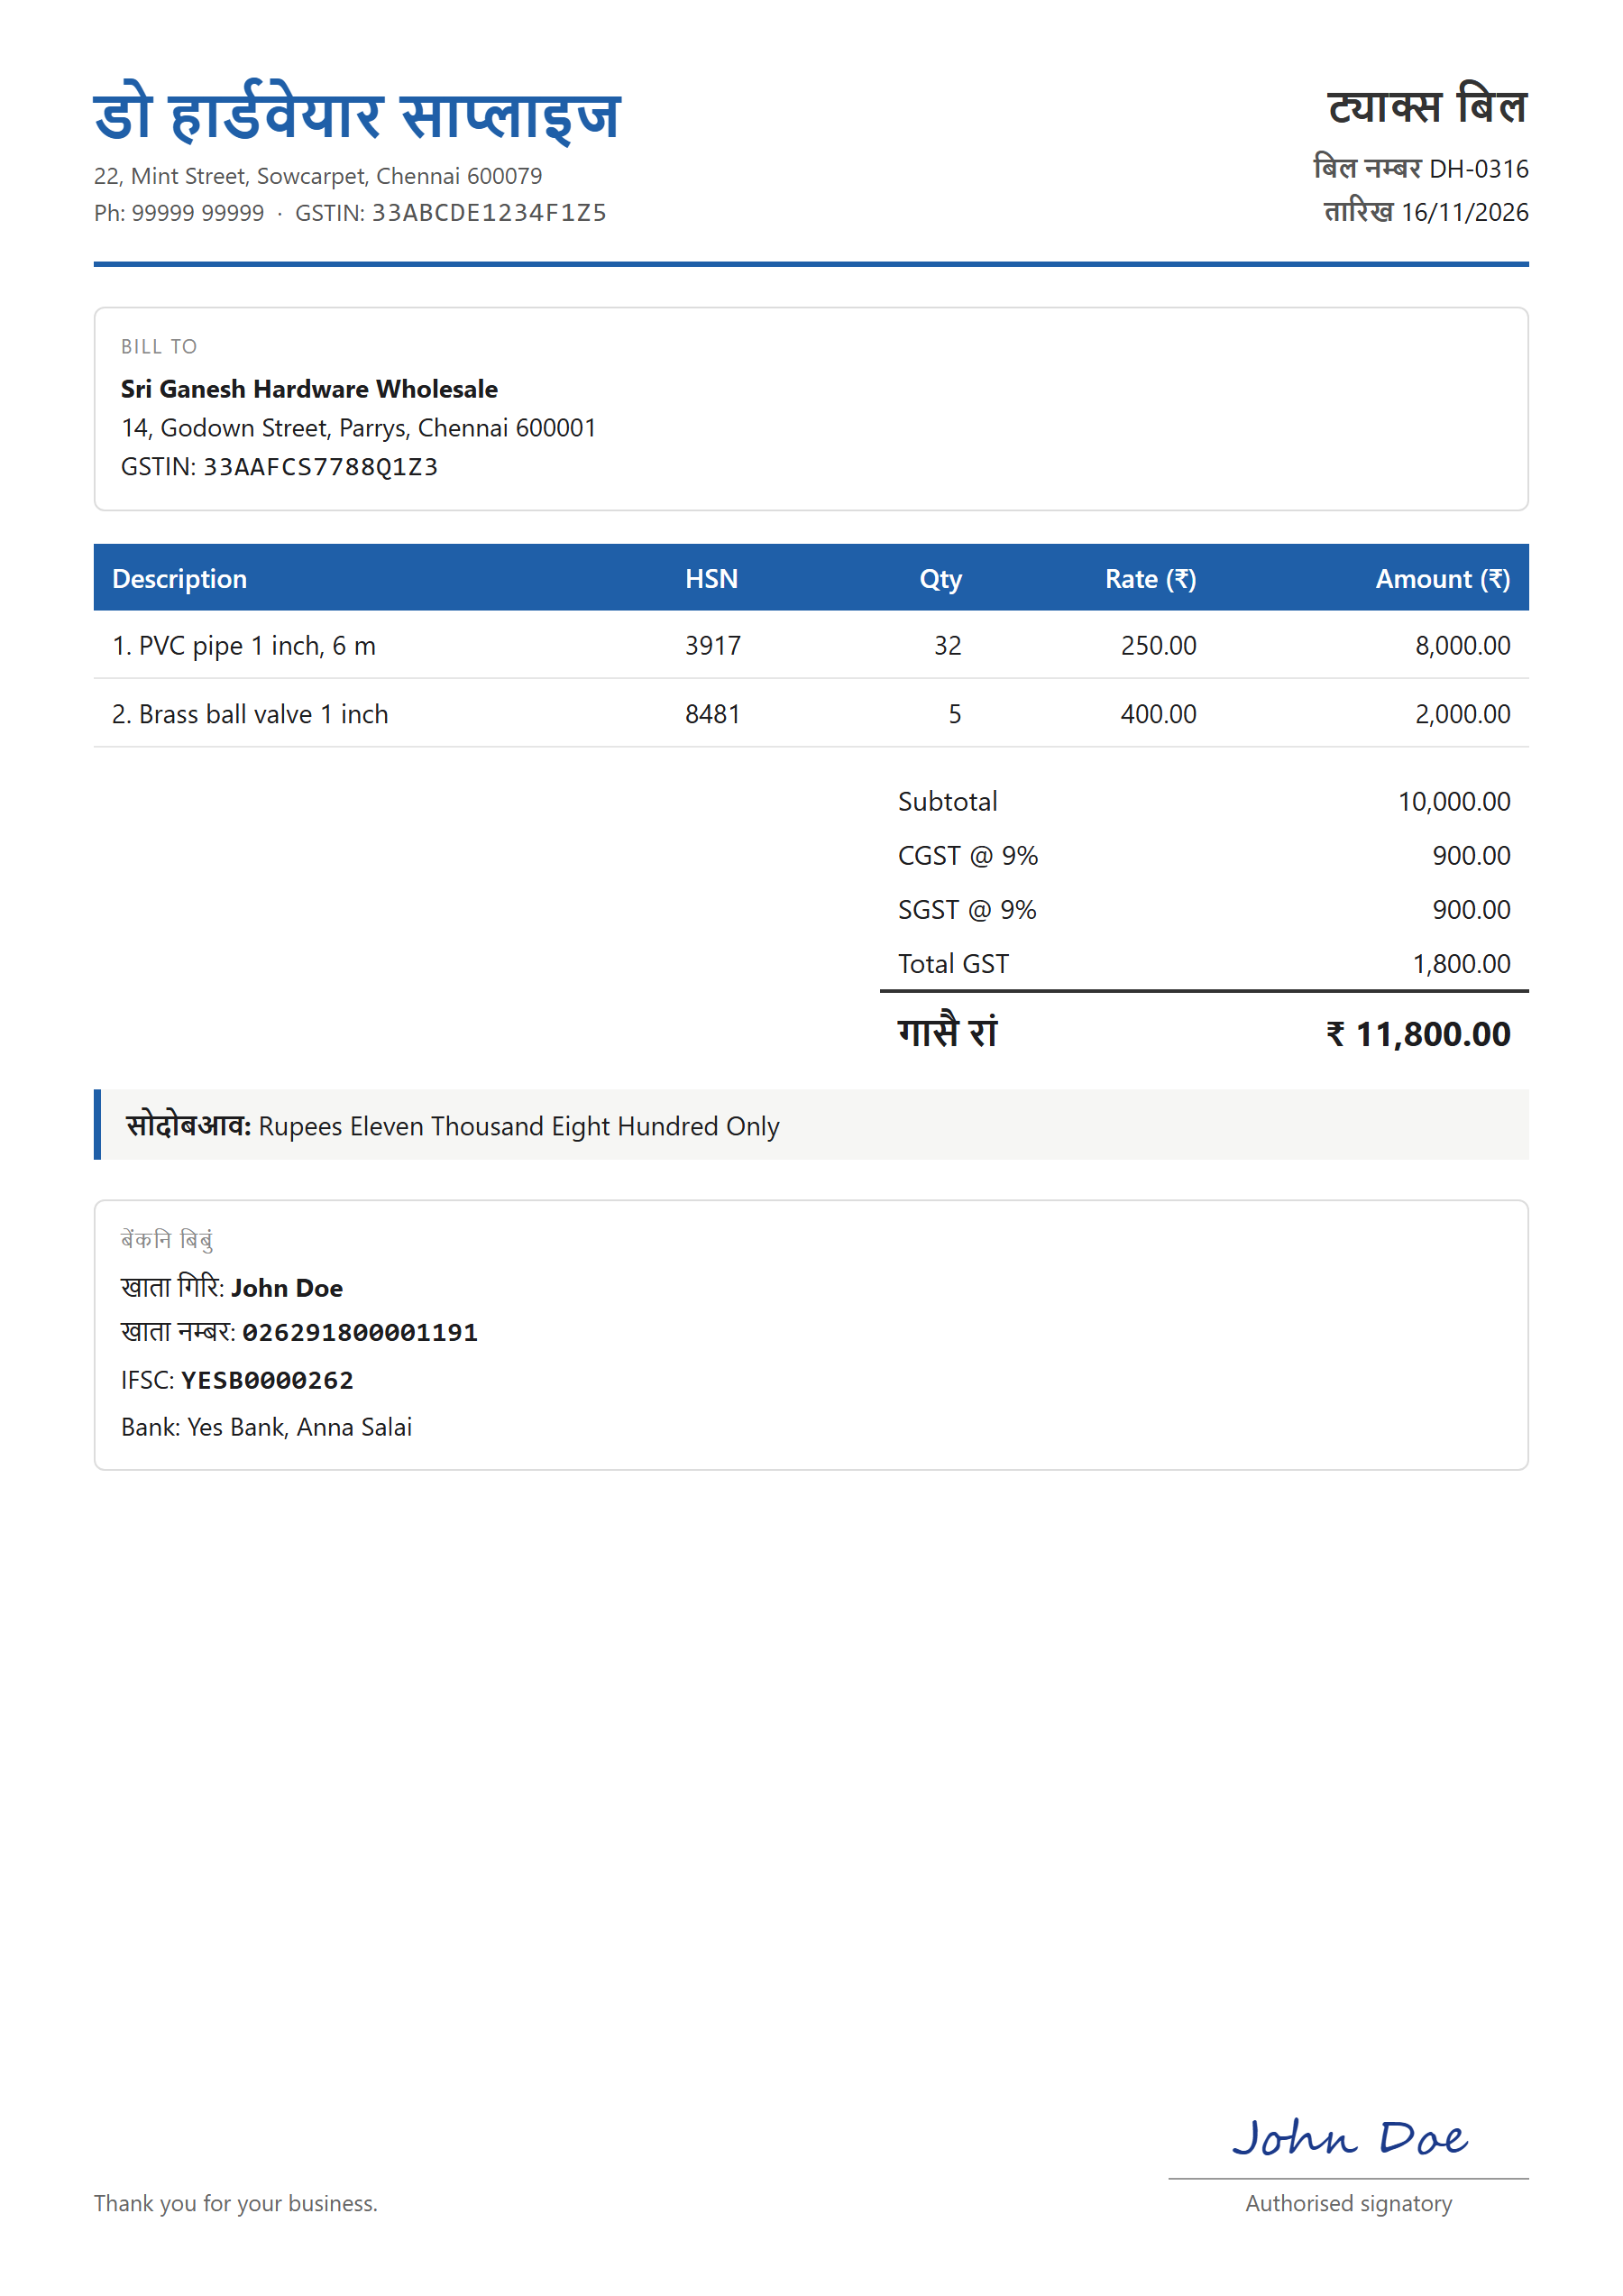 डो हार्डवेयार साप्लाइज
22, Mint Street, Sowcarpet, Chennai 600079
Ph: 99999 99999 · GSTIN: 33ABCDE1234F1Z5
ट्याक्स बिल
बिल नम्बर DH-0316
तारिख 16/11/2026
BILL TO
Sri Ganesh Hardware Wholesale
14, Godown Street, Parrys, Chennai 600001
GSTIN: 33AAFCS7788Q1Z3
Description HSN Qty Rate (₹) Amount (₹)
1. PVC pipe 1 inch, 6 m 3917 32 250.00 8,000.00
2. Brass ball valve 1 inch 8481 5 400.00 2,000.00
Subtotal 10,000.00
CGST @ 9% 900.00
SGST @ 9% 900.00
Total GST 1,800.00
गासै रां ₹ 11,800.00
सोदोबआव: Rupees Eleven Thousand Eight Hundred Only
बेंकनि बिबुं
खाता गिरि: John Doe
खाता नम्बर: 026291800001191
IFSC: YESB0000262
Bank: Yes Bank, Anna Salai
John Doe
Thank you for your business.
Authorised signatory